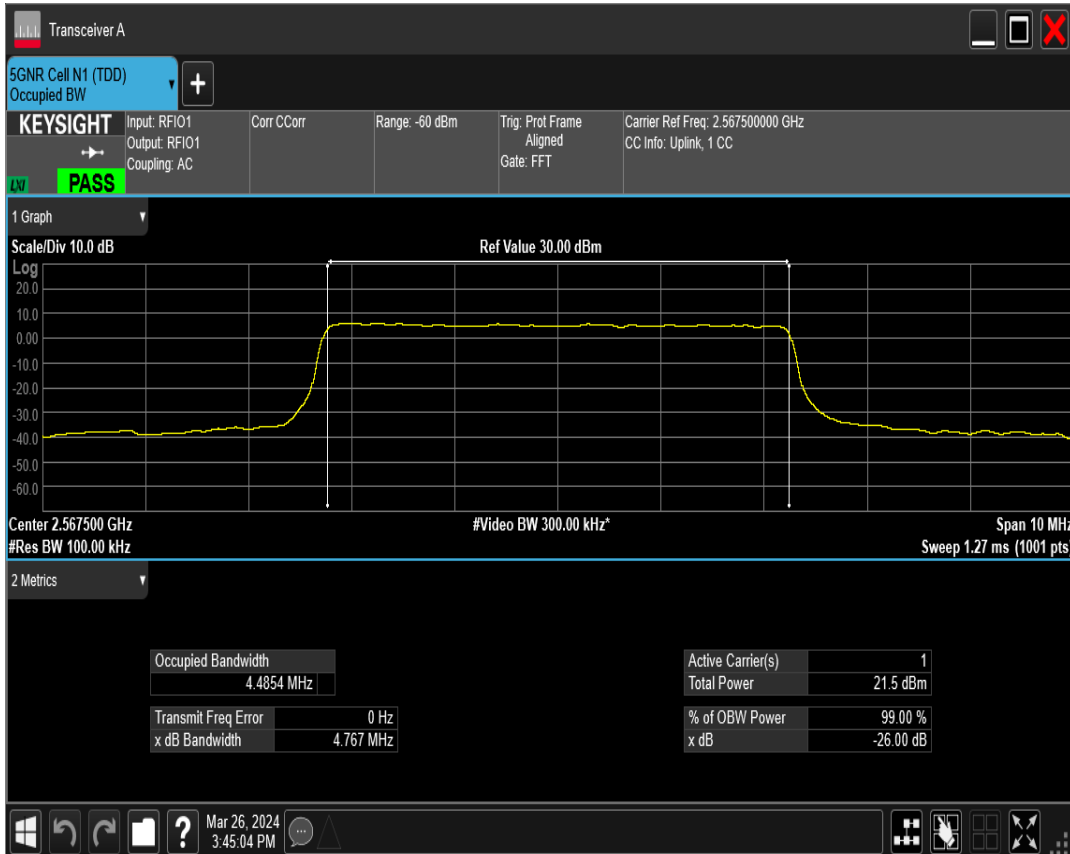 Transceiver A
5GNR Cell N1 (TDD)
Occupied BW
+
KEYSIGHT
LXI
PASS
Input: RFIO1
Output: RFIO1
Coupling: AC
Corr CCorr
Range: -60 dBm
Trig: Prot Frame
Aligned
Gate: FFT
Carrier Ref Freq: 2.567500000 GHz
CC Info: Uplink, 1 CC
1 Graph
Scale/Div 10.0 dB
Ref Value 30.00 dBm
Log
20.0
10.0
0.00
-10.0
-20.0
-30.0
-40.0
-50.0
-60.0
Center 2.567500 GHz
#Video BW 300.00 kHz*
Span 10 MHz
#Res BW 100.00 kHz
Sweep 1.27 ms (1001 pts)
2 Metrics
Occupied Bandwidth
4.4854 MHz
Transmit Freq Error 0 Hz
x dB Bandwidth 4.767 MHz
Active Carrier(s) 1
Total Power 21.5 dBm
% of OBW Power 99.00 %
x dB -26.00 dB
?
Mar 26, 2024
3:45:04 PM